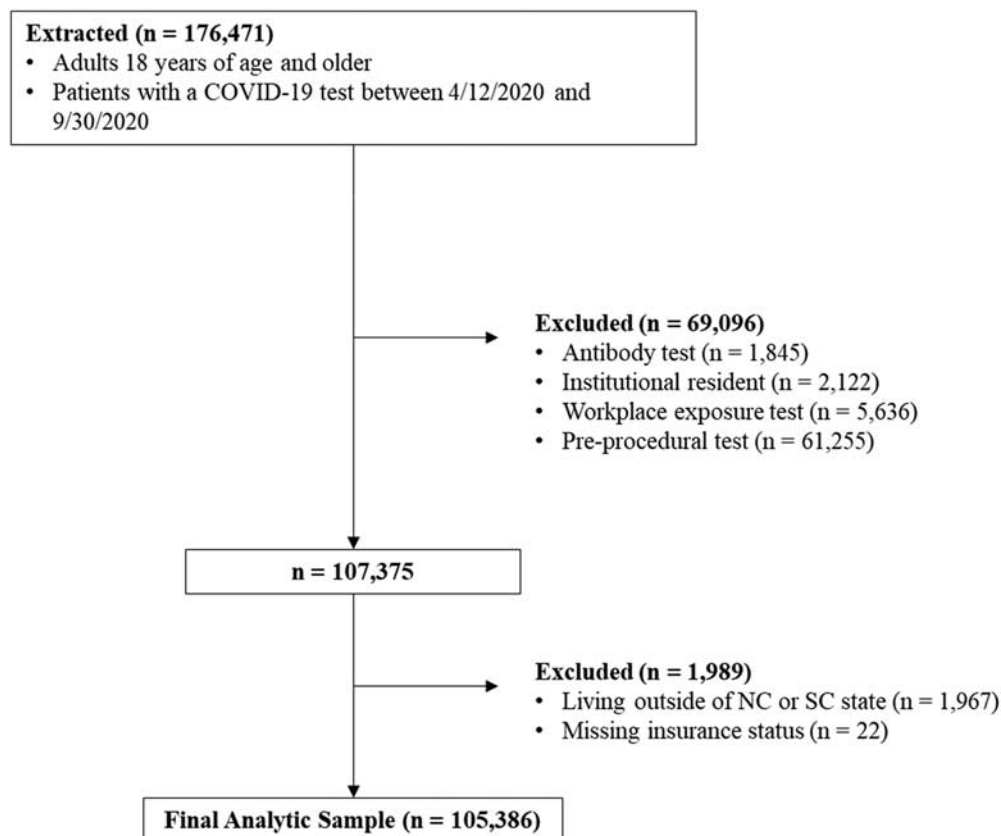 Extracted (n = 176,471)
• Adults 18 years of age and older
• Patients with a COVID-19 test between 4/12/2020 and
9/30/2020
Excluded (n = 69,096)
• Antibody test (n = 1,845)
• Institutional resident (n = 2,122)
• Workplace exposure test (n = 5,636)
• Pre-procedural test (n = 61,255)
n = 107,375
Excluded (n = 1,989)
• Living outside of NC or SC state (n = 1,967)
• Missing insurance status (n = 22)
Final Analytic Sample (n = 105,386)